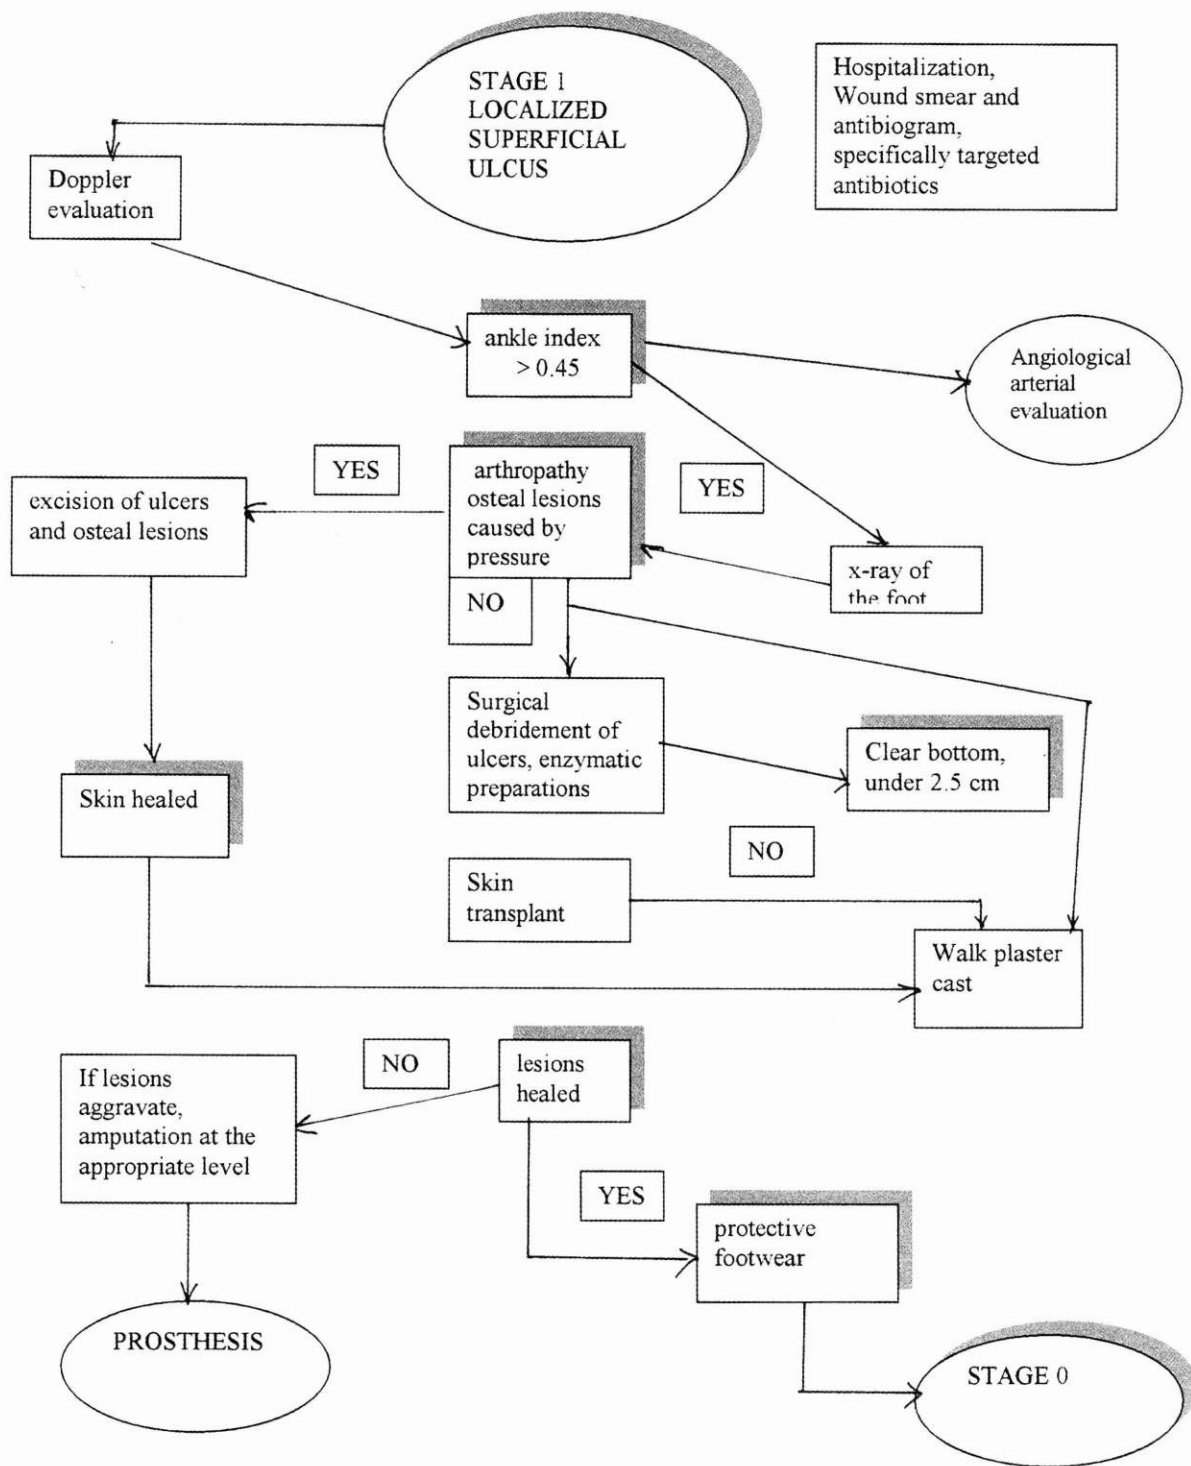 STAGE 1
LOCALIZED
SUPERFICIAL
ULCUS
Hospitalization,
Wound smear and
antibiogram,
specifically targeted
antibiotics
Doppler
evaluation
ankle index
> 0.45
Angiological
arterial
evaluation
YES
excision of ulcers
and osteal lesions
arthropathy
osteal lesions
caused by
pressure
YES
x-ray of
the foot
NO
Surgical
debridement of
ulcers, enzymatic
preparations
Clear bottom,
under 2.5 cm
Skin healed
NO
Skin
transplant
Walk plaster
cast
If lesions
aggravate,
amputation at the
appropriate level
NO
lesions
healed
YES
protective
footwear
PROSTHESIS
STAGE 0